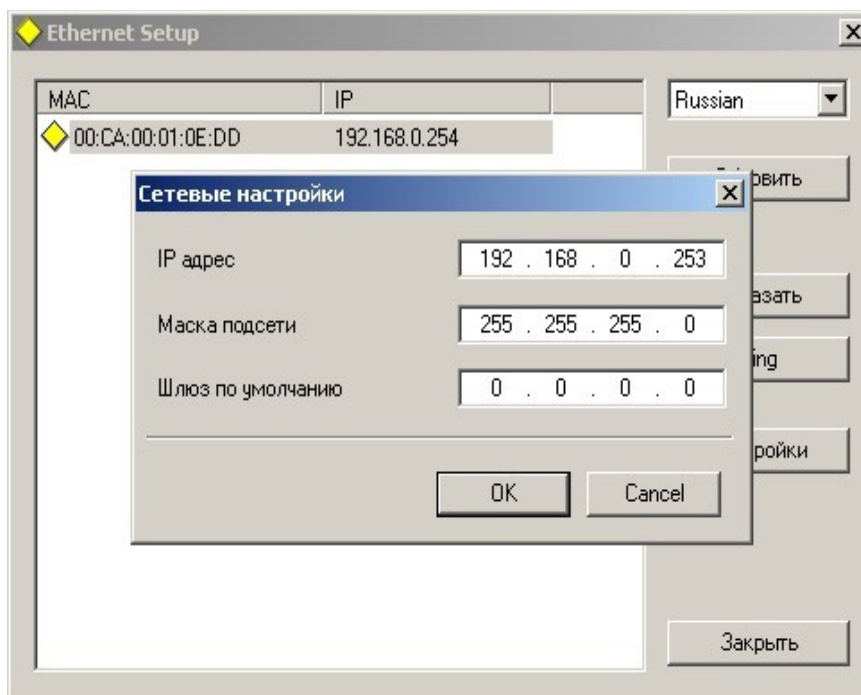 Ethernet Setup
MAC IP
Russian
00:CA:00:01:0E:DD 192.168.0.254
Сетевые настройки
IP адрес 192 . 168 . 0 . 253
Маска подсети 255 . 255 . 255 . 0
Шлюз по умолчанию 0 . 0 . 0 . 0
OK Cancel
Закрыть